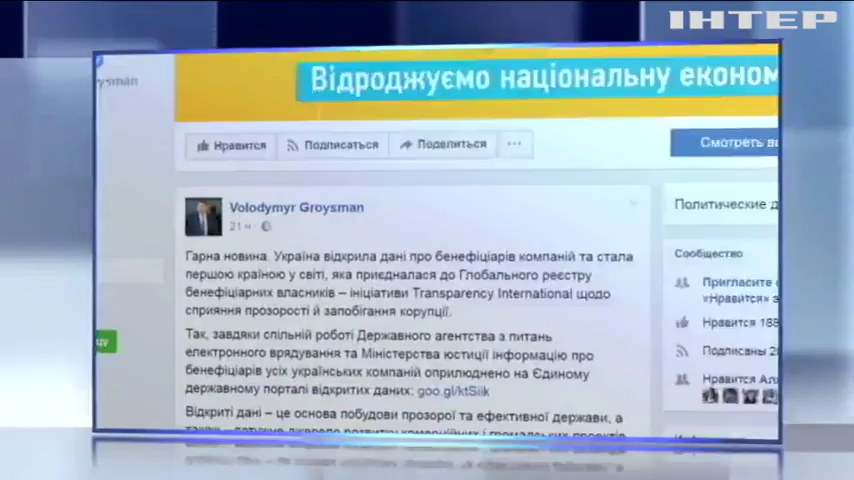 ІНТЕР
ysman
Відроджуємо національну економ
Нравится
Подписаться
Поделиться
Смотреть
Volodymyr Groysman
21 ч
Политические д
Гарна новина. Україна відкрила дані про бенефіціарів компаній та стала
першою країною у світі, яка приєдналася до Глобального реєстру
бенефіціарних власників – ініціативи Transparency International щодо
сприяння прозорості й запобігання корупції.
Так, завдяки спільній роботі Державного агентства з питань
електронного врядування та Міністерства юстиції інформацію про
бенефіціарів усіх українських компаній оприлюднено на Єдиному
державному порталі відкритих даних: goo.gl/ktSiik
Відкриті дані – це основа побудови прозорої та ефективної держави, а
Сообщество
Пригласите
«Нравится» з
Нравится 188
Подписаны 2
Нравится Ал